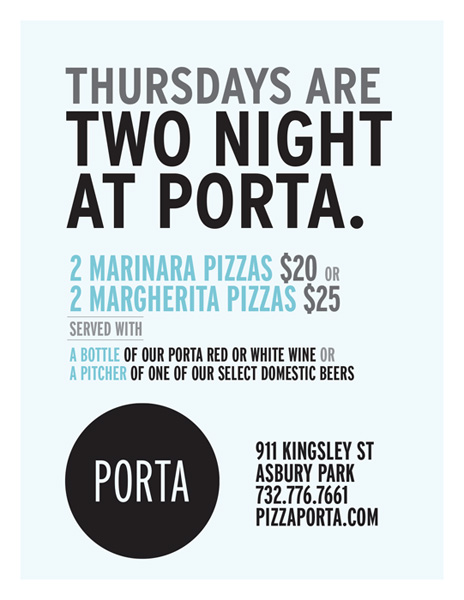 THURSDAYS ARE
TWO NIGHT
AT PORTA.
2 MARINARA PIZZAS $20 OR
2 MARGHERITA PIZZAS $25
SERVED WITH
A BOTTLE OF OUR PORTA RED OR WHITE WINE OR
A PITCHER OF ONE OF OUR SELECT DOMESTIC BEERS
PORTA
911 KINGSLEY ST
ASBURY PARK
732.776.7661
PIZZAPORTA.COM